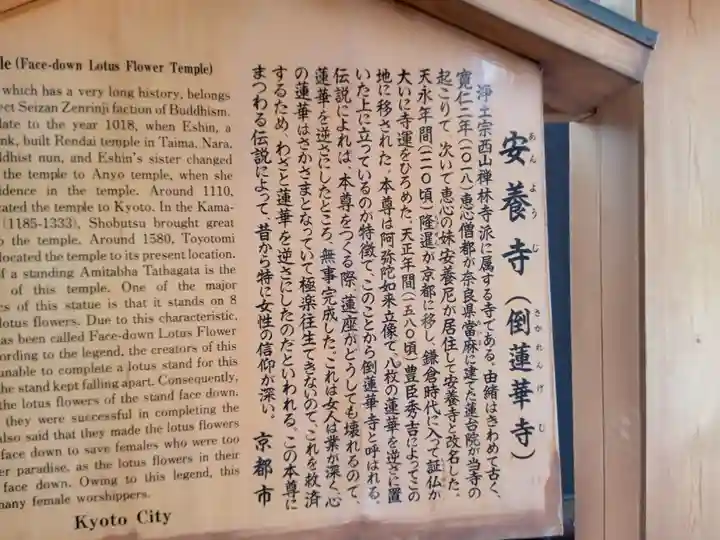 le (Face-down Lotus Flower Temple)
which has a very long history, belongs
ect Seizan Zenrinji faction of Buddhism.
date to the year 1018, when Eshin, a
nk, built Rendai temple in Taima, Nara.
ddhist nun, and Eshin's sister changed
the temple to Anyo temple, when she
idence in the temple. Around 1110,
cated the temple to Kyoto. In the Kama-
(1185-1333), Shobutsu brought great
o the temple. Around 1580, Toyotomi
located the temple to its present location.
f a standing Amitabha Tathagata is the
of this temple. One of the major
cs of this statue is that it stands on 8
lotus flowers. Due to this characteristic,
as been called Face-down Lotus Flower
cording to the legend, the creators of this
unable to complete a lotus stand for this
the stand kept falling apart. Consequently,
the lotus flowers of the stand face down.
they were successful in completing the
also said that they made the lotus flowers
face down to save females who were too
er paradise, as the lotus flowers in their
face down. Owing to this legend, this
many female worshippers.
Kyoto City
安養寺(倒蓮華寺)
あんようじ
さかれんげじ
浄土宗西山禅林寺派に属する寺である。由緒はきわめて古く、
寛仁二年(一〇一八)恵心僧都が奈良県當麻に建てた蓮台院が当寺の
起こりて、次いで恵心の妹安養尼が居住して安養寺と改名した。
天永年間(一一一〇頃)隆暹が京都に移し、鎌倉時代に入って証仏が
大いに寺運をひろめた。天正年間(一五八〇頃)豊臣秀吉によってこの
地に移された。本尊は阿弥陀如来立像で、八枚の蓮華を逆さに置
いた上に立っているのが特徴で、このことから倒蓮華寺と呼ばれる。
伝説によれば、本尊をつくる際、蓮座がどうしても壊れるので、
蓮華を逆さにしたところ、無事完成した。これは女人は業が深く、心
の蓮華はさかさまとなっていて極楽往生できないので、これを救済
するため、わざと蓮華を逆さにしたのだといわれる。この本尊に
まつわる伝説によって、昔から特に女性の信仰が深い。
京都市